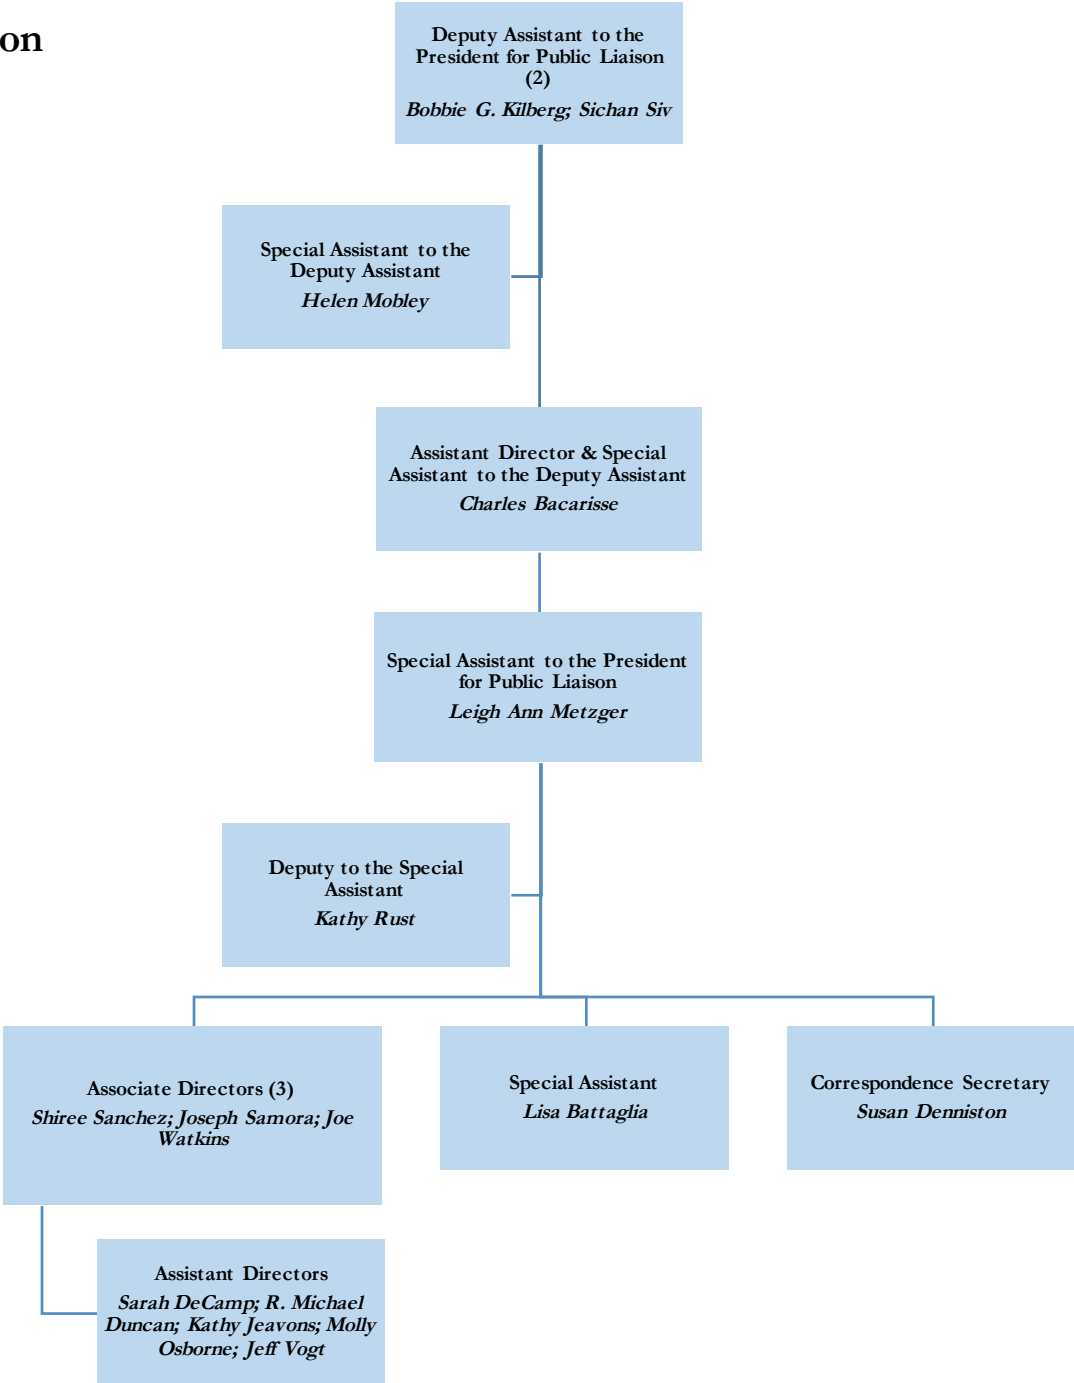 on
Deputy Assistant to the
President for Public Liaison
(2)
Bobbie G. Kilberg; Sichan Siv
Special Assistant to the
Deputy Assistant
Helen Mobley
Assistant Director & Special
Assistant to the Deputy Assistant
Charles Bacarisse
Special Assistant to the President
for Public Liaison
Leigh Ann Metzger
Deputy to the Special
Assistant
Kathy Rust
Associate Directors (3)
Shiree Sanchez; Joseph Samora; Joe
Watkins
Special Assistant
Lisa Battaglia
Correspondence Secretary
Susan Denniston
Assistant Directors
Sarah DeCamp; R. Michael
Duncan; Kathy Jeavons; Molly
Osborne; Jeff Vogt